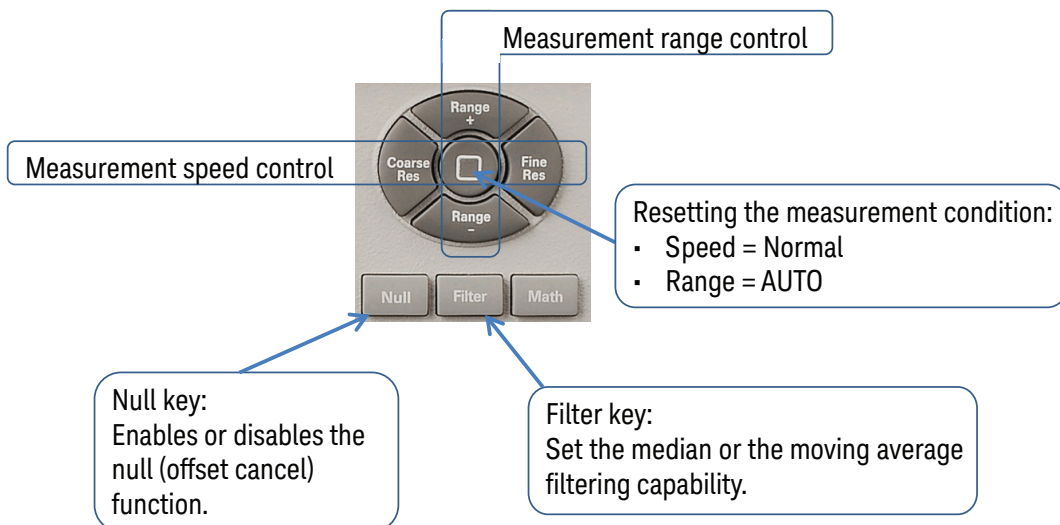 Measurement range control
Range
+
Measurement speed control
Coarse
Res
Fine
Res
Range
–
Resetting the measurement condition:
▪ Speed = Normal
▪ Range = AUTO
Null
Filter
Math
Null key:
Enables or disables the
null (offset cancel)
function.
Filter key:
Set the median or the moving average
filtering capability.